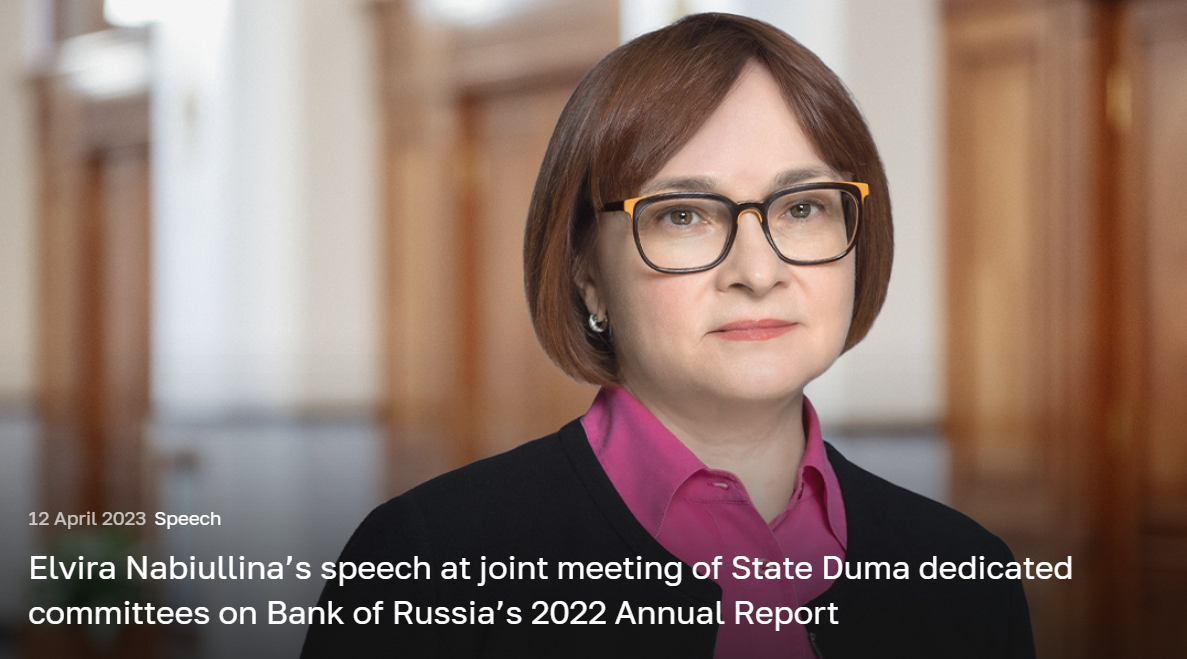 12 April 2023 Speech
Elvira Nabiullina’s speech at joint meeting of State Duma dedicated
committees on Bank of Russia’s 2022 Annual Report